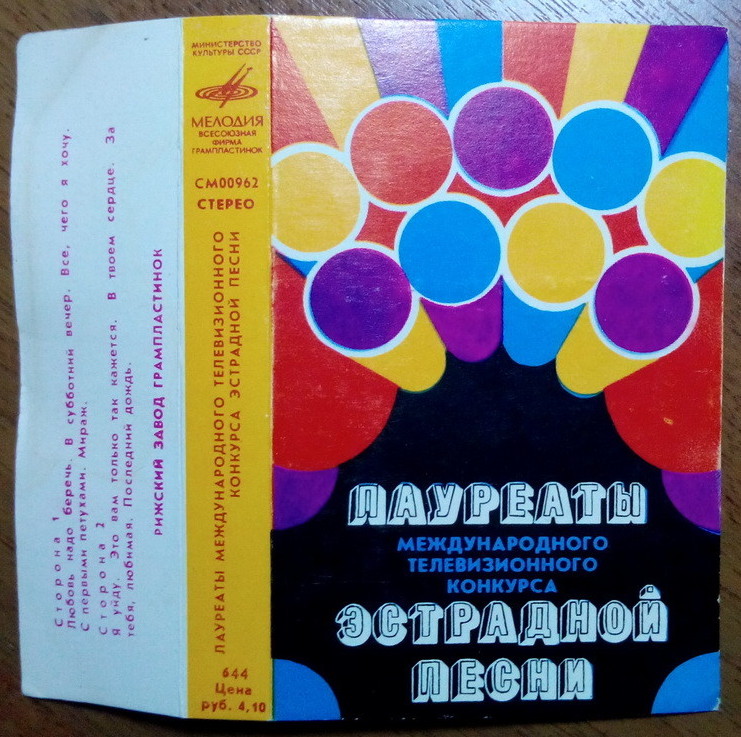 Сторона 1
Любовь надо беречь. В субботний вечер. Все, чего я хочу.
С первыми петухами. Мираж.
Сторона 2
Я уйду. Это вам только так кажется. В твоем сердце. За
тебя, любимая. Последний дождь.
РИЖСКИЙ ЗАВОД ГРАМПЛАСТИНОК
МИНИСТЕРСТВО
КУЛЬТУРЫ СССР
МЕЛОДИЯ
ВСЕСОЮЗНАЯ
ФИРМА
ГРАМПЛАСТИНОК
СМ00962
СТЕРЕО
ЛАУРЕАТЫ МЕЖДУНАРОДНОГО ТЕЛЕВИЗИОННОГО
КОНКУРСА ЭСТРАДНОЙ ПЕСНИ
644
Цена
руб. 4,10
ЛАУРЕАТЫ
МЕЖДУНАРОДНОГО
ТЕЛЕВИЗИОННОГО
КОНКУРСА
ЭСТРАДНОЙ
ПЕСНИ